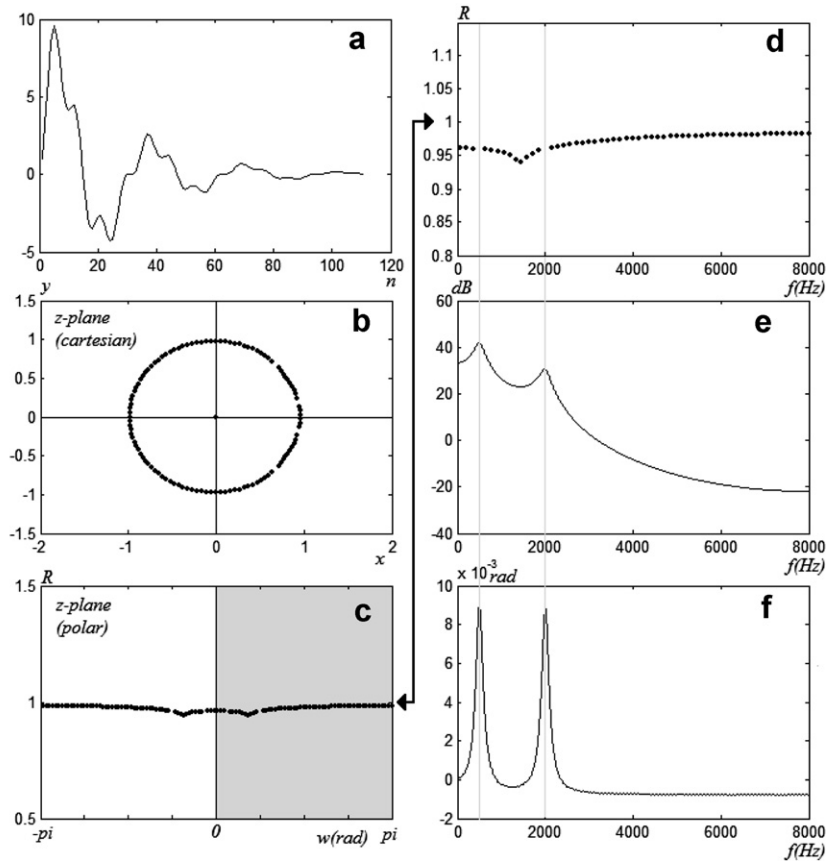 a
10
5
0
-5
0 20 40 60 80 100 120
y n
b
z-plane
(cartesian)
1.5
1
0.5
0
-0.5
-1
-1.5
-2 -1 0 1 2
x
R
c
z-plane
(polar)
1.5
1
0.5
-pi 0 w(rad) pi
R
d
1.1
1.05
1
0.95
0.9
0.85
0.8
0 2000 4000 6000 8000
dB f(Hz)
e
60
40
20
0
-20
-40
0 2000 4000 6000 8000
f(Hz)
x 10⁻³ rad
f
10
8
6
4
2
0
-2
0 2000 4000 6000 8000
f(Hz)